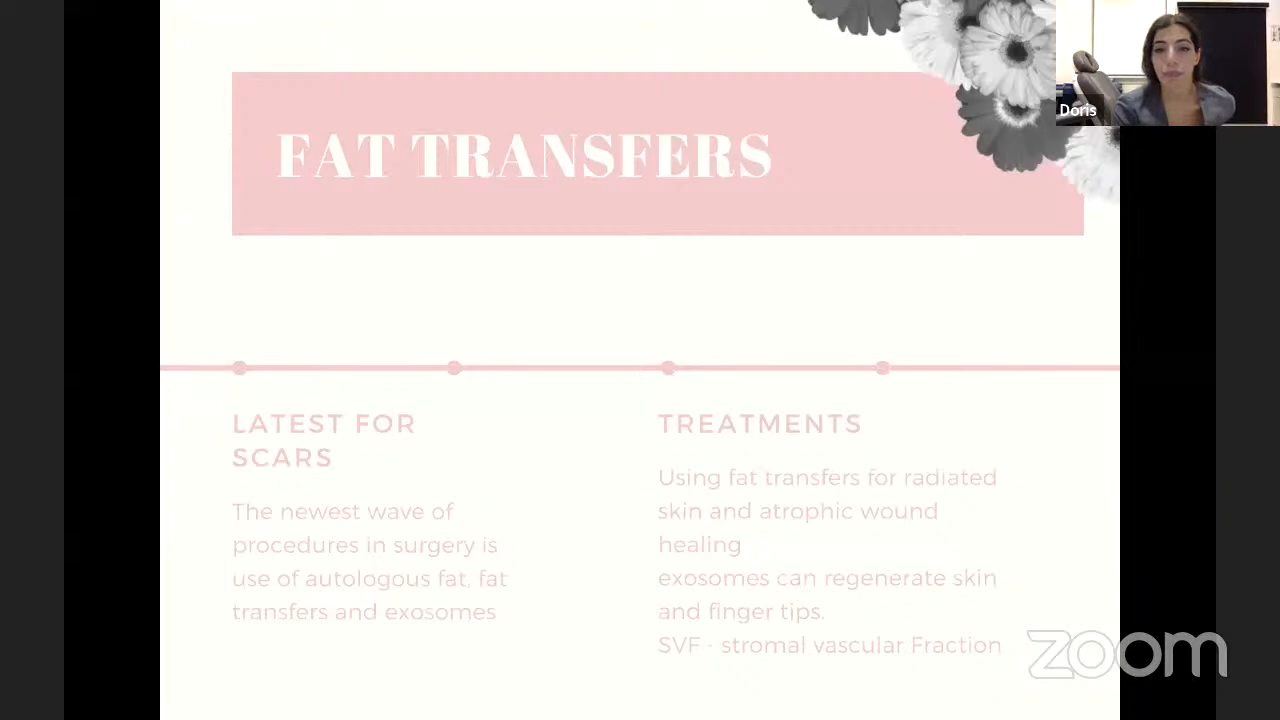 FAT TRANSFERS
Doris
LATEST FOR
SCARS
The newest wave of
procedures in surgery is
use of autologous fat, fat
transfers and exosomes
TREATMENTS
Using fat transfers for radiated
skin and atrophic wound
healing
exosomes can regenerate skin
and finger tips.
SVF - stromal vascular Fraction
zoom